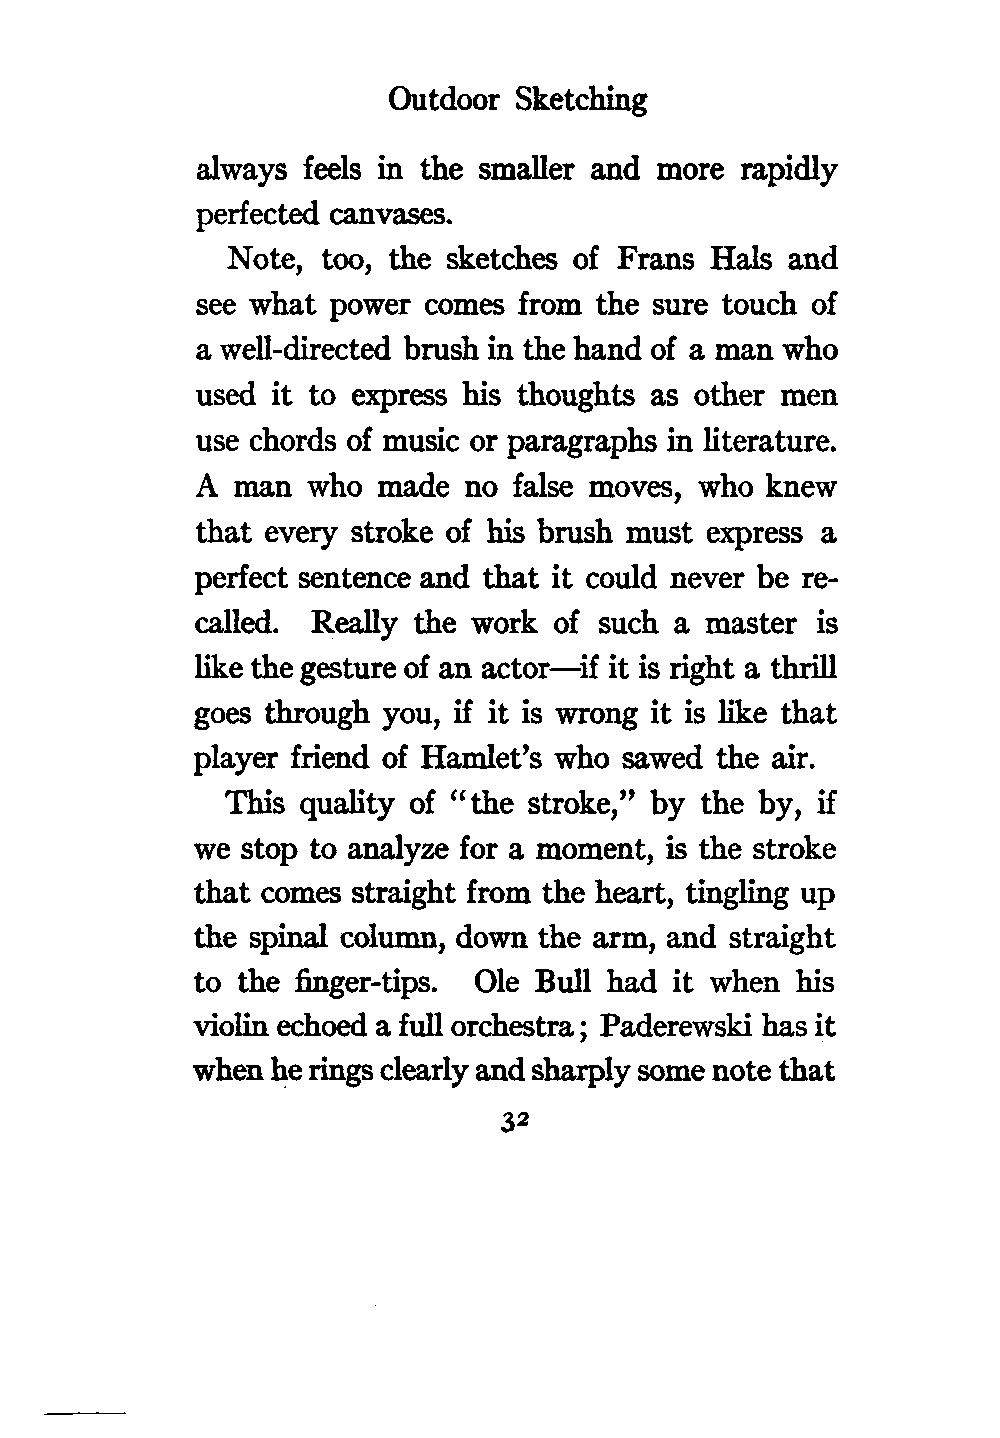 Outdoor Sketching
always feels in the smaller and more rapidly
perfected canvases.
Note, too, the sketches of Frans Hals and
see what power comes from the sure touch of
a well-directed brush in the hand of a man who
used it to express his thoughts as other men
use chords of music or paragraphs in literature.
A man who made no false moves, who knew
that every stroke of his brush must express a
perfect sentence and that it could never be re-
called. Really the work of such a master is
like the gesture of an actor—if it is right a thrill
goes through you, if it is wrong it is like that
player friend of Hamlet's who sawed the air.
This quality of "the stroke," by the by, if
we stop to analyze for a moment, is the stroke
that comes straight from the heart, tingling up
the spinal column, down the arm, and straight
to the finger-tips. Ole Bull had it when his
violin echoed a full orchestra; Paderewski has it
when he rings clearly and sharply some note that
32